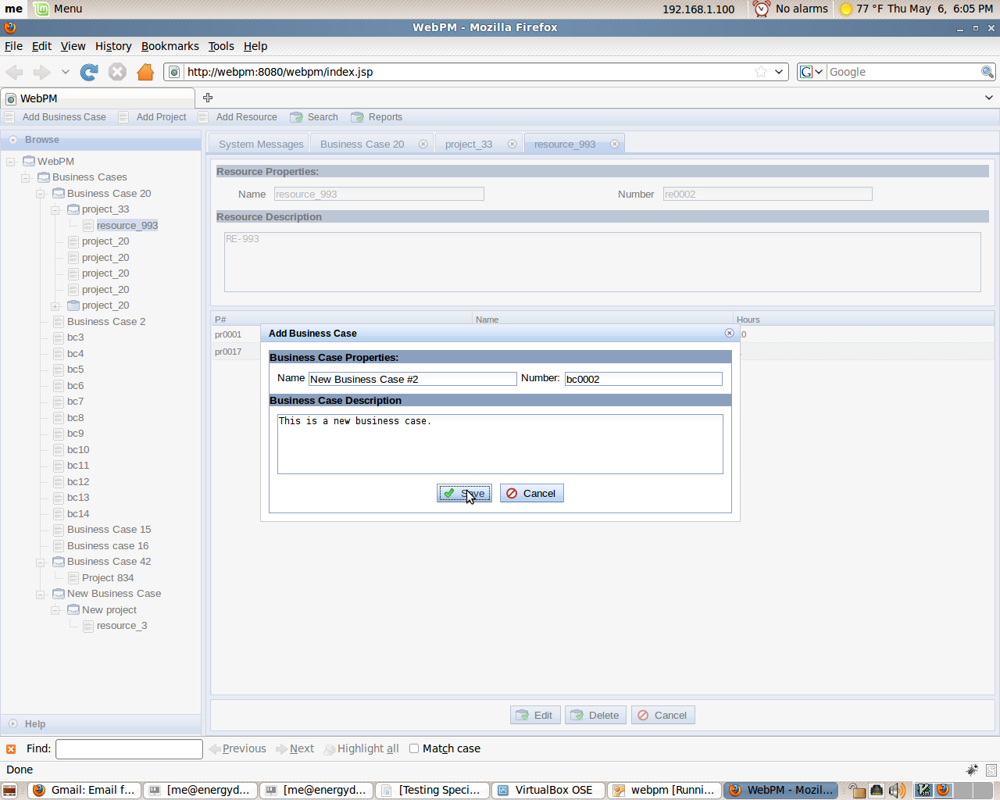 me Menu 192.168.1.100 No alarms 77 °F Thu May 6, 6:05 PM
WebPM - Mozilla Firefox
File Edit View History Bookmarks Tools Help
http://webpm:8080/webpm/index.jsp G Google
WebPM
Add Business Case Add Project Add Resource Search Reports
Browse
WebPM
Business Cases
Business Case 20
project_33
resource_993
project_20
project_20
project_20
project_20
project_20
Business Case 2
bc3
bc4
bc5
bc6
bc7
bc8
bc9
bc10
bc11
bc12
bc13
bc14
Business Case 15
Business case 16
Business Case 42
Project 834
New Business Case
New project
resource_3
Help
System Messages Business Case 20 project_33 resource_993
Resource Properties:
Name resource_993 Number re0002
Resource Description
RE-993
P# Name Hours
pr0001
pr0017
Add Business Case
Business Case Properties:
Name New Business Case #2 Number: bc0002
Business Case Description
This is a new business case.
Save Cancel
Edit Delete Cancel
Find: Previous Next Highlight all Match case
Done
Gmail: Email f... [me@energyd... [me@energyd... [Testing Speci... VirtualBox OSE webpm [Runni... WebPM - Mozil...